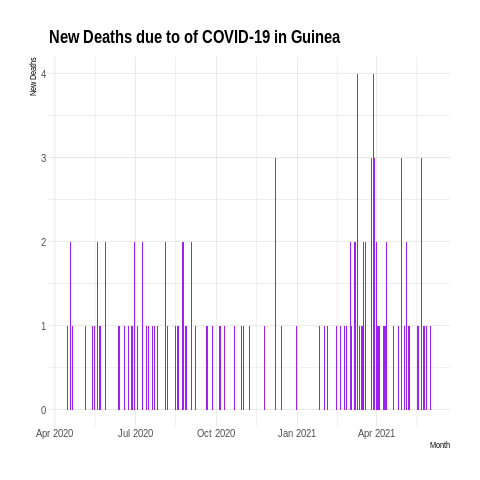 New Deaths due to of COVID-19 in Guinea
New Deaths
4
3
2
1
0
Apr 2020 Jul 2020 Oct 2020 Jan 2021 Apr 2021
Month